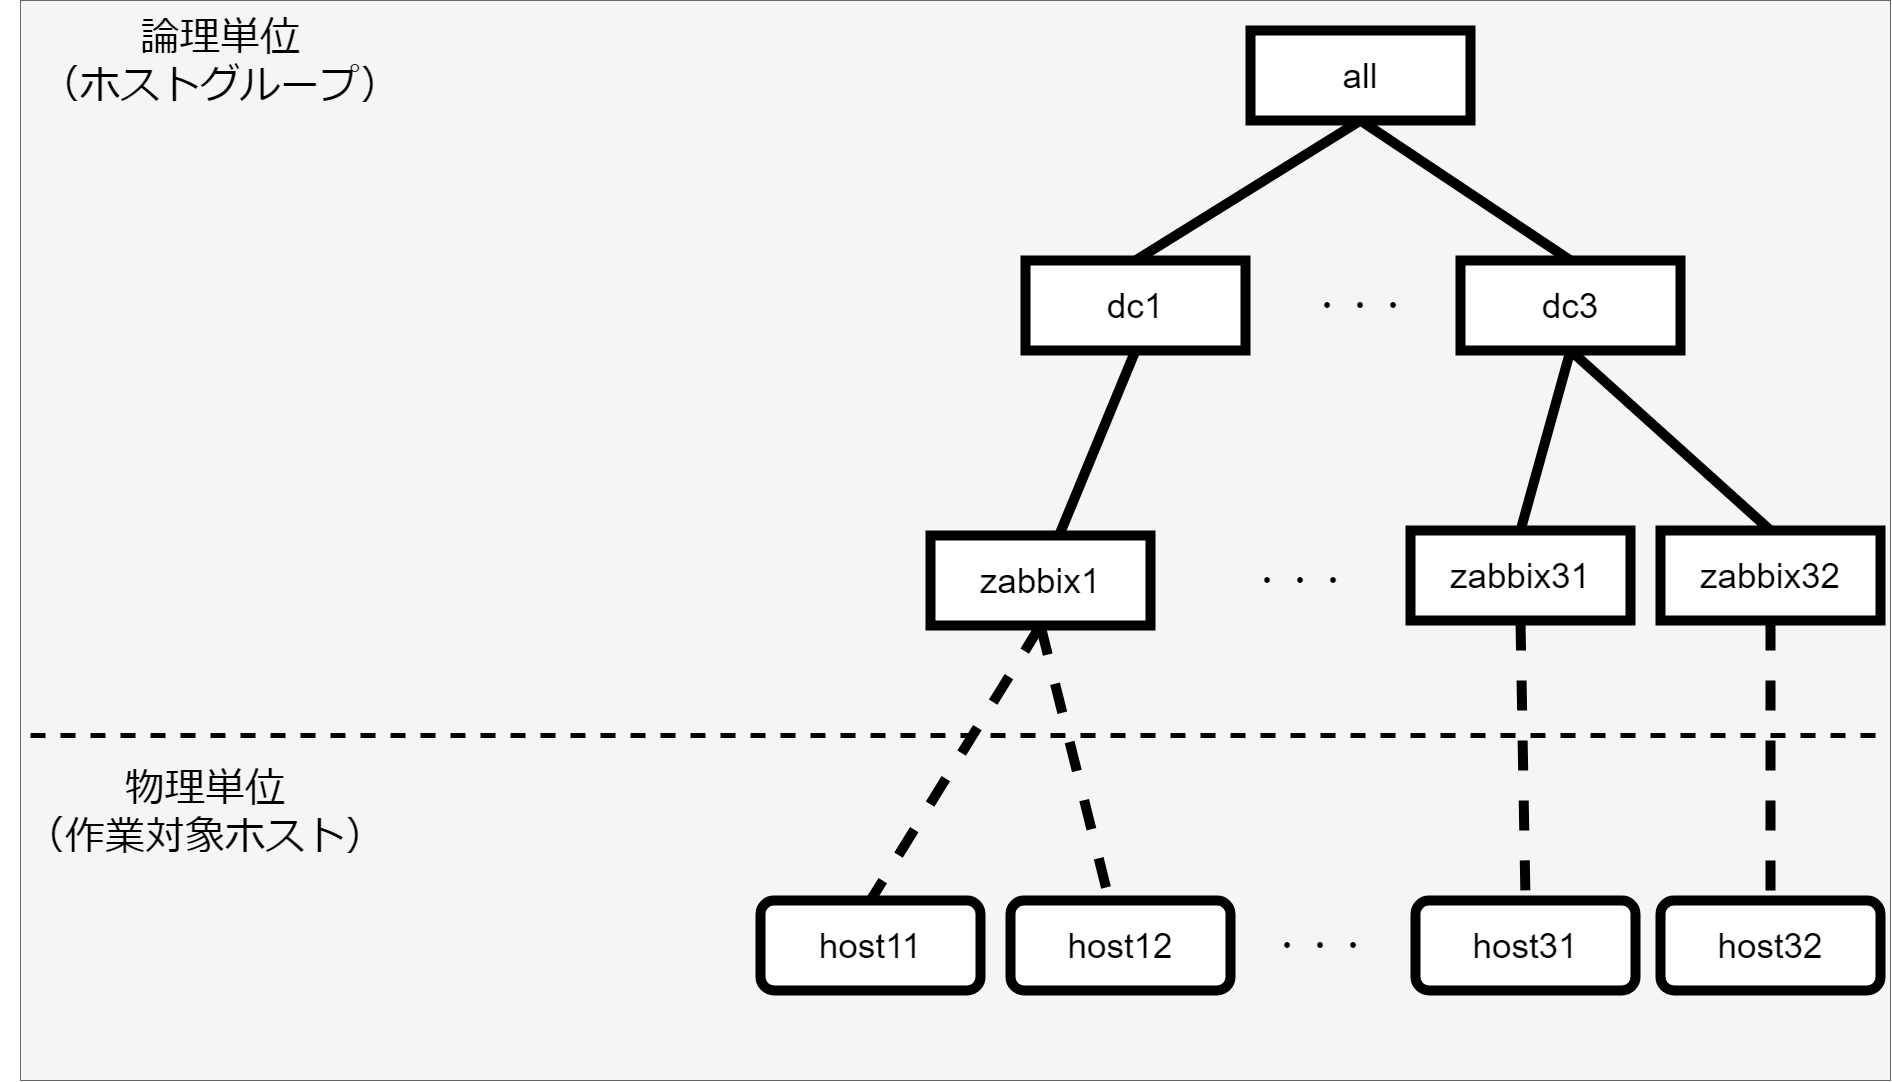 論理単位
（ホストグループ）
all
dc1
・・・
dc3
zabbix1
・・・
zabbix31
zabbix32
物理単位
（作業対象ホスト）
host11
host12
・・・
host31
host32